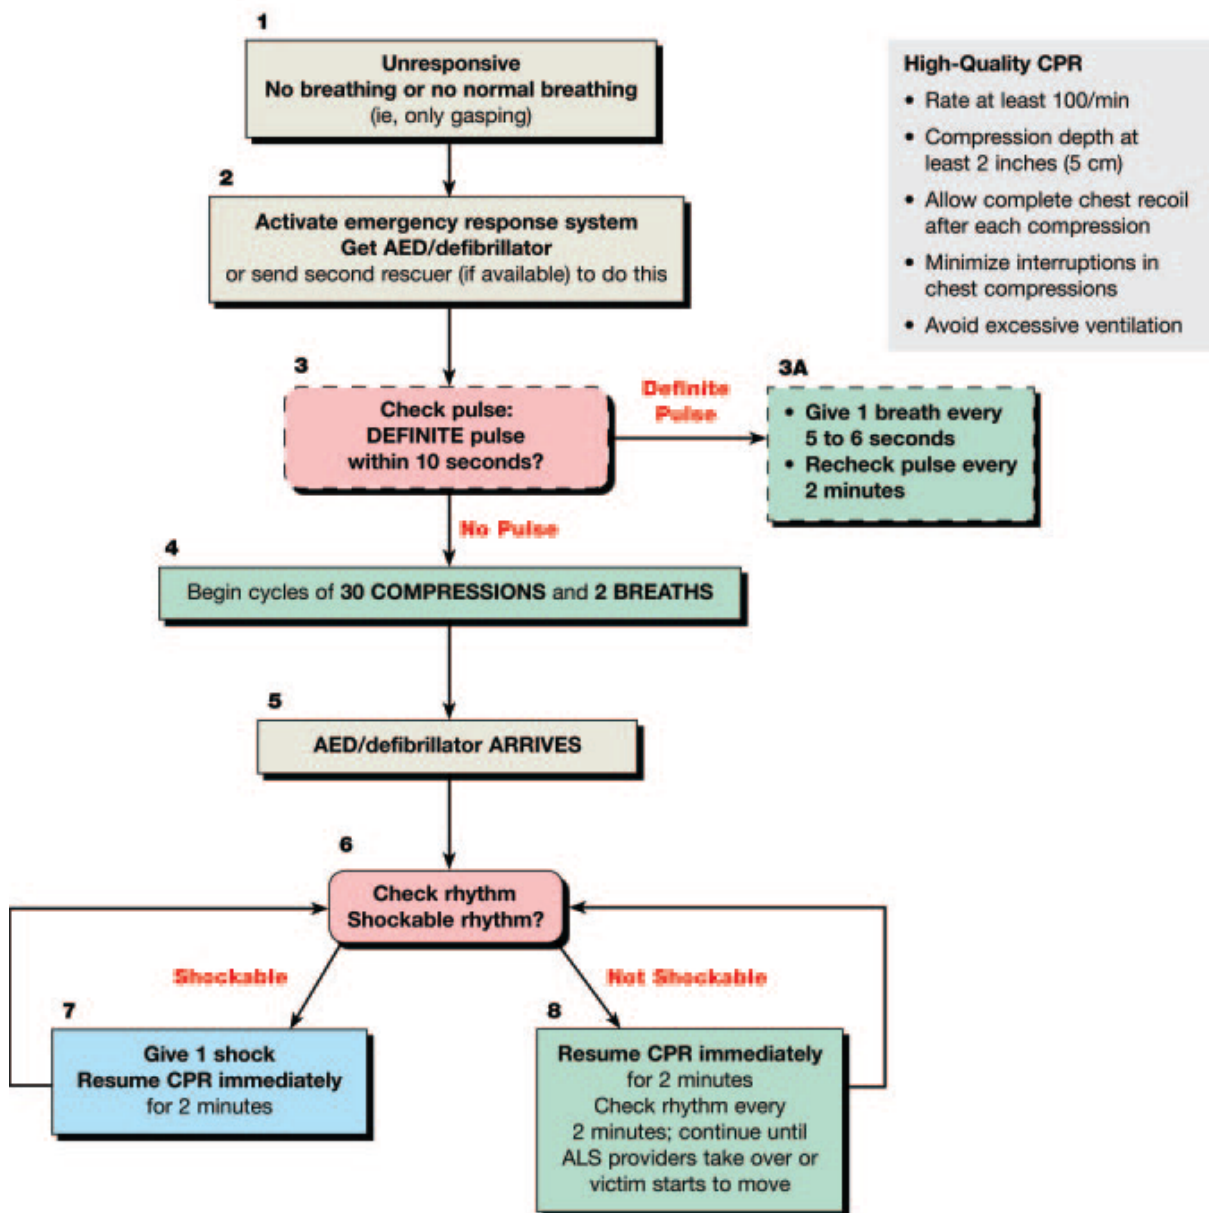 1
Unresponsive
No breathing or no normal breathing
(ie, only gasping)
High-Quality CPR
• Rate at least 100/min
• Compression depth at
least 2 inches (5 cm)
• Allow complete chest recoil
after each compression
• Minimize interruptions in
chest compressions
• Avoid excessive ventilation
2
Activate emergency response system
Get AED/defibrillator
or send second rescuer (if available) to do this
3
Check pulse:
DEFINITE pulse
within 10 seconds?
Definite
Pulse
3A
• Give 1 breath every
5 to 6 seconds
• Recheck pulse every
2 minutes
No Pulse
4
Begin cycles of 30 COMPRESSIONS and 2 BREATHS
5
AED/defibrillator ARRIVES
6
Check rhythm
Shockable rhythm?
Shockable
Not Shockable
7
Give 1 shock
Resume CPR immediately
for 2 minutes
8
Resume CPR immediately
for 2 minutes
Check rhythm every
2 minutes; continue until
ALS providers take over or
victim starts to move